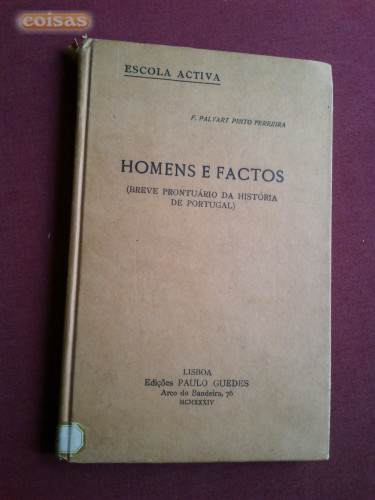 coisas
ESCOLA ACTIVA
F. PALYART PINTO FERREIRA
HOMENS E FACTOS
(BREVE PRONTUÁRIO DA HISTÓRIA
DE PORTUGAL)
LISBOA
Edições PAULO GUEDES
Arco do Bandeira, 76
MCMXXXIV